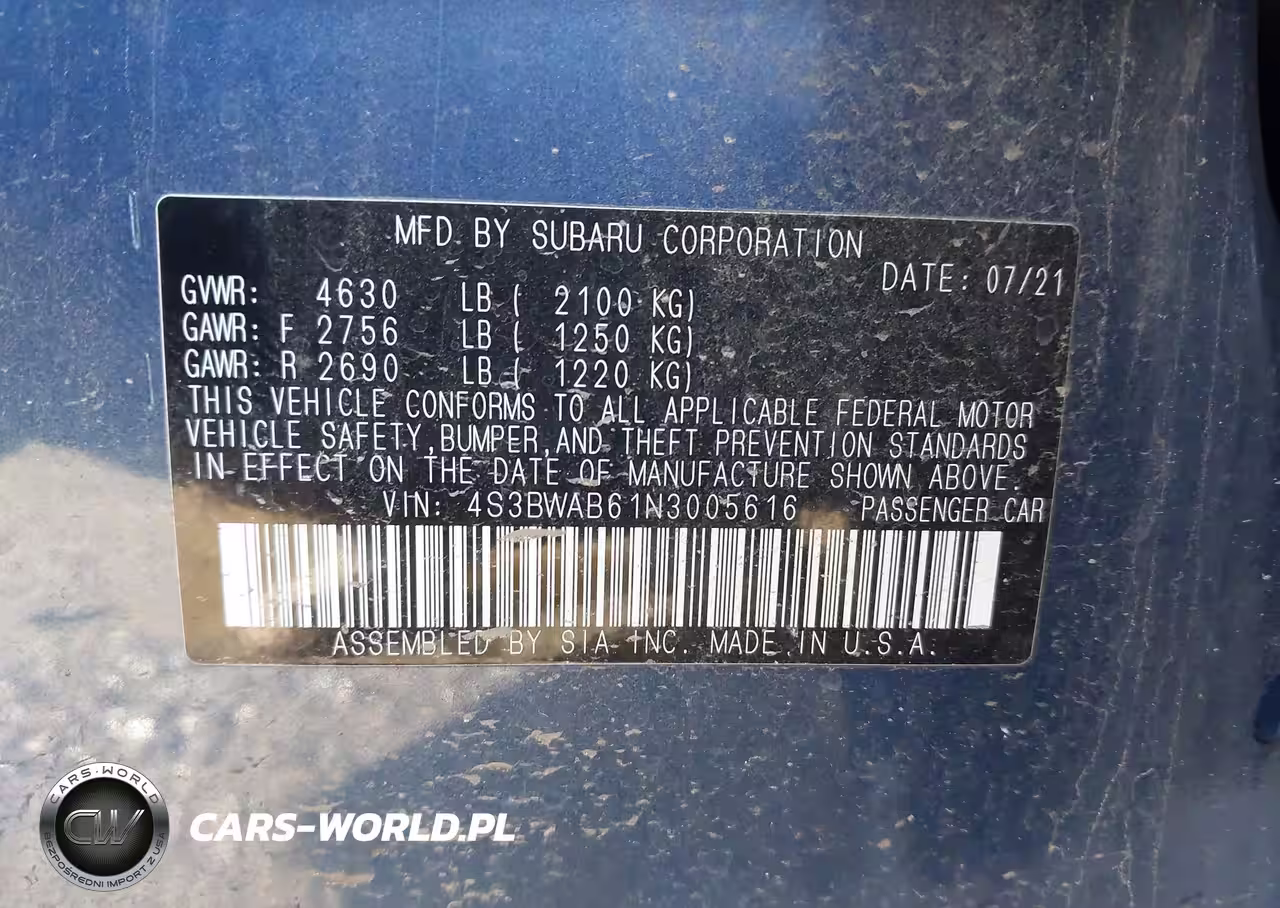 MFD BY SUBARU CORPORATION
DATE: 07/21
GVWR: 4630 LB ( 2100 KG)
GAWR: F 2756 LB ( 1250 KG)
GAWR: R 2690 LB ( 1220 KG)
THIS VEHICLE CONFORMS TO ALL APPLICABLE FEDERAL MOTOR
VEHICLE SAFETY,BUMPER,AND THEFT PREVENTION STANDARDS
IN EFFECT ON THE DATE OF MANUFACTURE SHOWN ABOVE.
VIN: 4S3BWAB61N3005616 PASSENGER CAR
ASSEMBLED BY SIA INC. MADE IN U.S.A.
CARS-WORLD
CW
BEZPOŚREDNI IMPORT Z USA
CARS-WORLD.PL